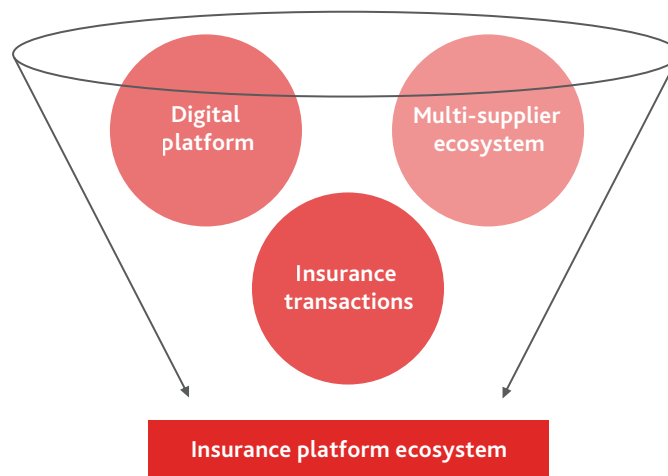 Digital
platform
Multi-supplier
ecosystem
Insurance
transactions
Insurance platform ecosystem